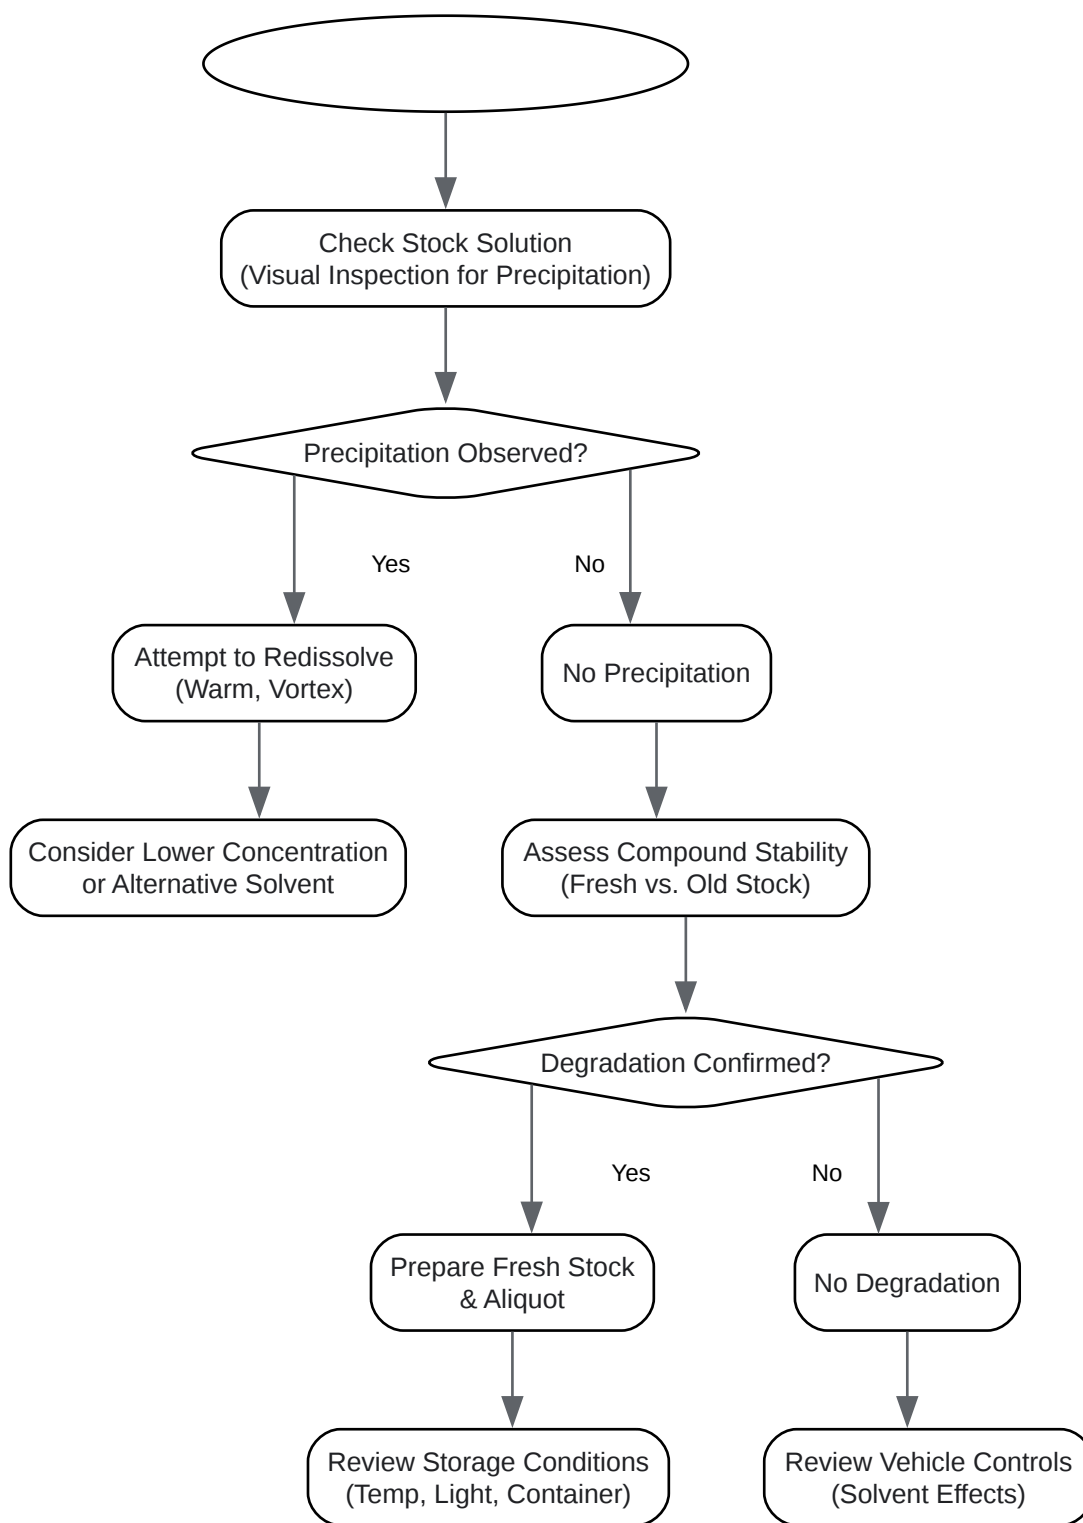 Check Stock Solution
(Visual Inspection for Precipitation)
Precipitation Observed?
Yes
No
Attempt to Redissolve
(Warm, Vortex)
No Precipitation
Consider Lower Concentration
or Alternative Solvent
Assess Compound Stability
(Fresh vs. Old Stock)
Degradation Confirmed?
Yes
No
Prepare Fresh Stock
& Aliquot
No Degradation
Review Storage Conditions
(Temp, Light, Container)
Review Vehicle Controls
(Solvent Effects)